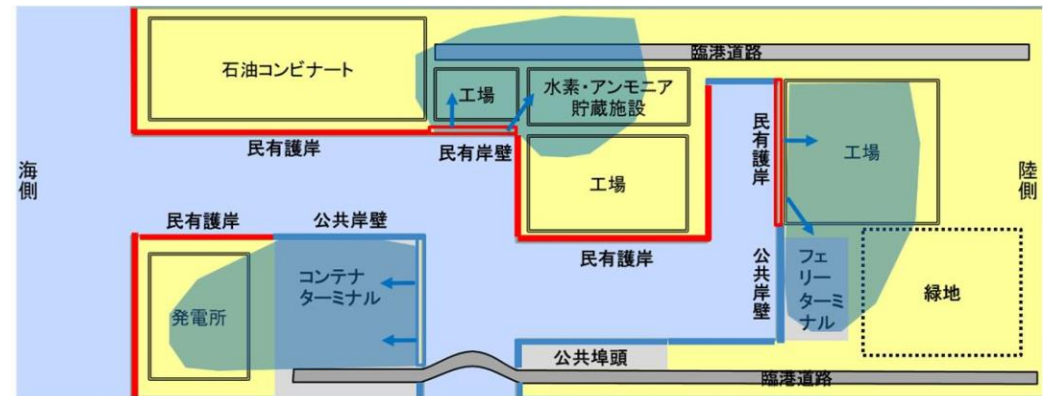 臨港道路
石油コンビナート
工場
水素・アンモニア
貯蔵施設
民有護岸
民有岸壁
民有護岸
工場
海側
陸側
工場
民有護岸
公共岸壁
民有護岸
公共岸壁
コンテナ
ターミナル
フェ
リー
ターミ
ナル
緑地
発電所
公共埠頭
臨港道路